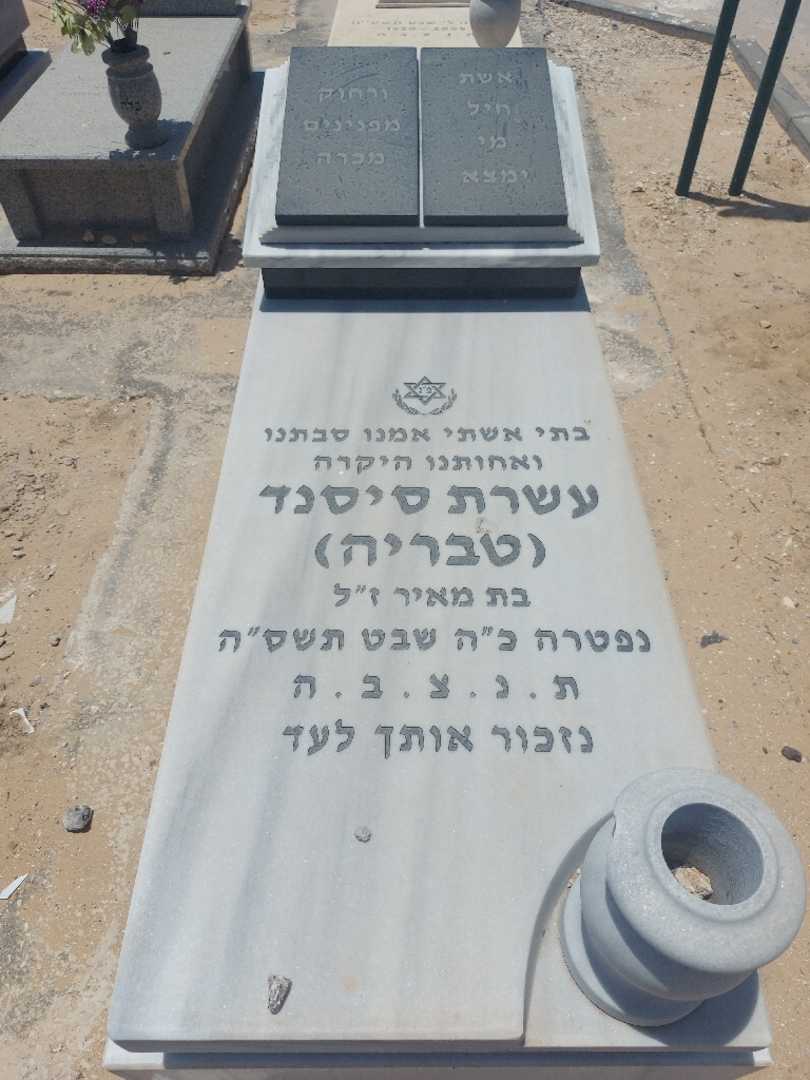 אשת
חיל
מי
ימצא
ורחוק
מפנינים
מכרה
פ"נ
בתי אשתי אמנו סבתנו
ואחותנו היקרה
עשרת סיסנד
(טבריה)
בת מאיר ז"ל
נפטרה כ"ה שבט תשס"ה
ת . נ . צ . ב . ה
נזכור אותך לעד